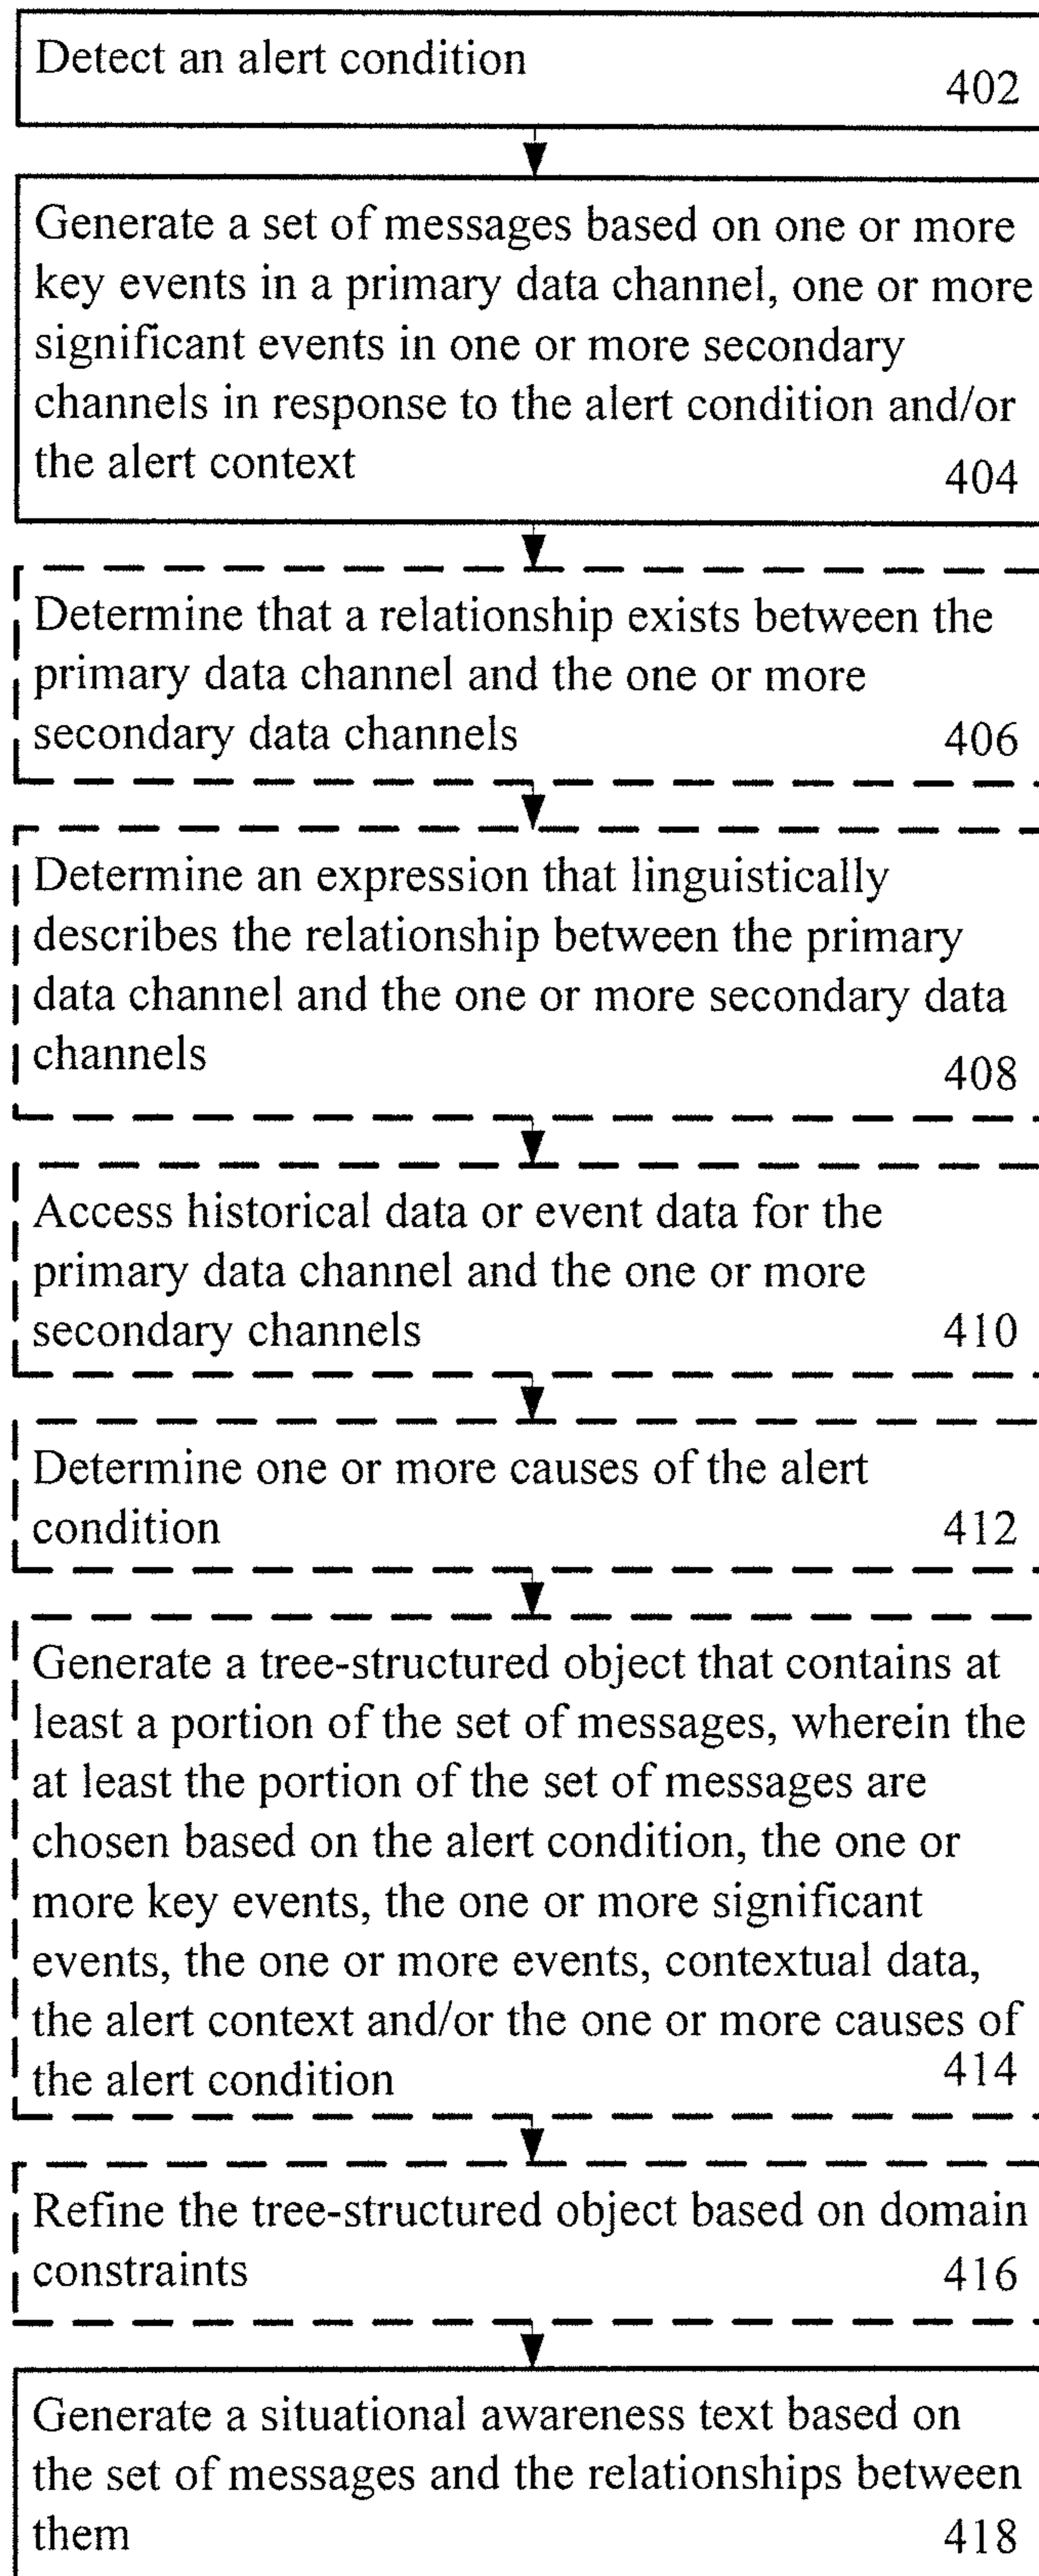 Detect an alert condition
402
Generate a set of messages based on one or more
key events in a primary data channel, one or more
significant events in one or more secondary
channels in response to the alert condition and/or
the alert context
404
Determine that a relationship exists between the
primary data channel and the one or more
secondary data channels
406
Determine an expression that linguistically
describes the relationship between the primary
data channel and the one or more secondary data
channels
408
Access historical data or event data for the
primary data channel and the one or more
secondary channels
410
Determine one or more causes of the alert
condition
412
Generate a tree-structured object that contains at
least a portion of the set of messages, wherein the
at least the portion of the set of messages are
chosen based on the alert condition, the one or
more key events, the one or more significant
events, the one or more events, contextual data,
the alert context and/or the one or more causes of
the alert condition
414
Refine the tree-structured object based on domain
constraints
416
Generate a situational awareness text based on
the set of messages and the relationships between
them
418